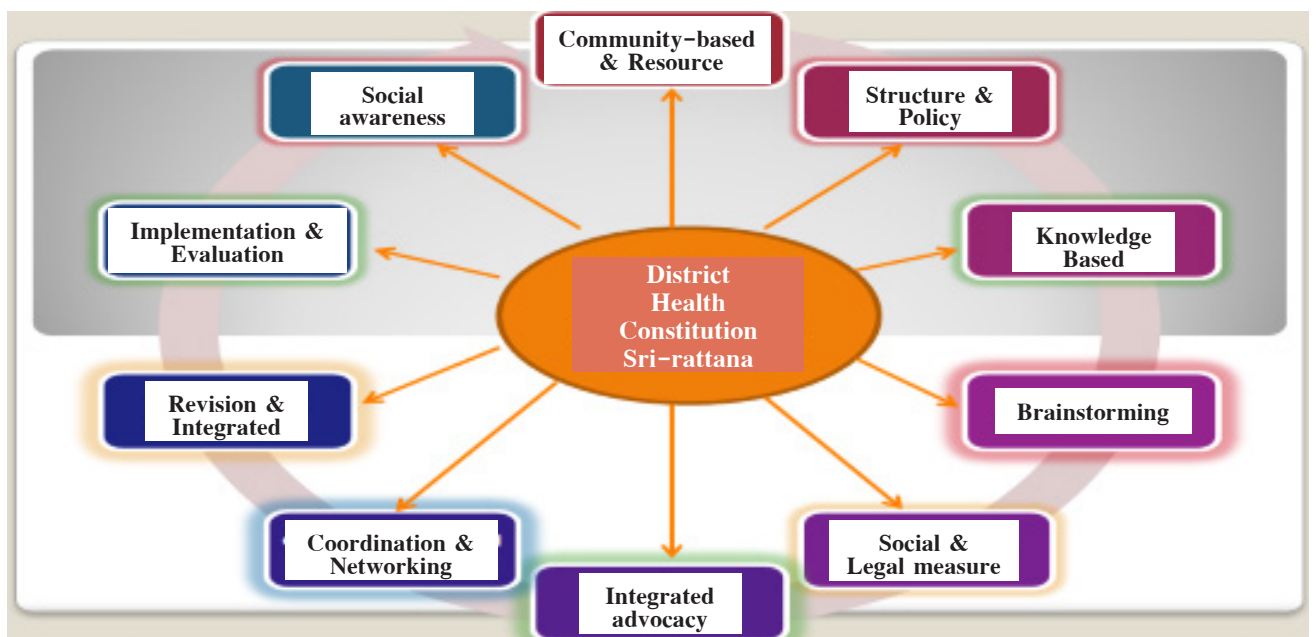 Community-based
& Resource
Social
awareness
Structure &
Policy
Implementation &
Evaluation
Knowledge
Based
District
Health
Constitution
Sri-rattana
Revision &
Integrated
Brainstorming
Coordination &
Networking
Social &
Legal measure
Integrated
advocacy